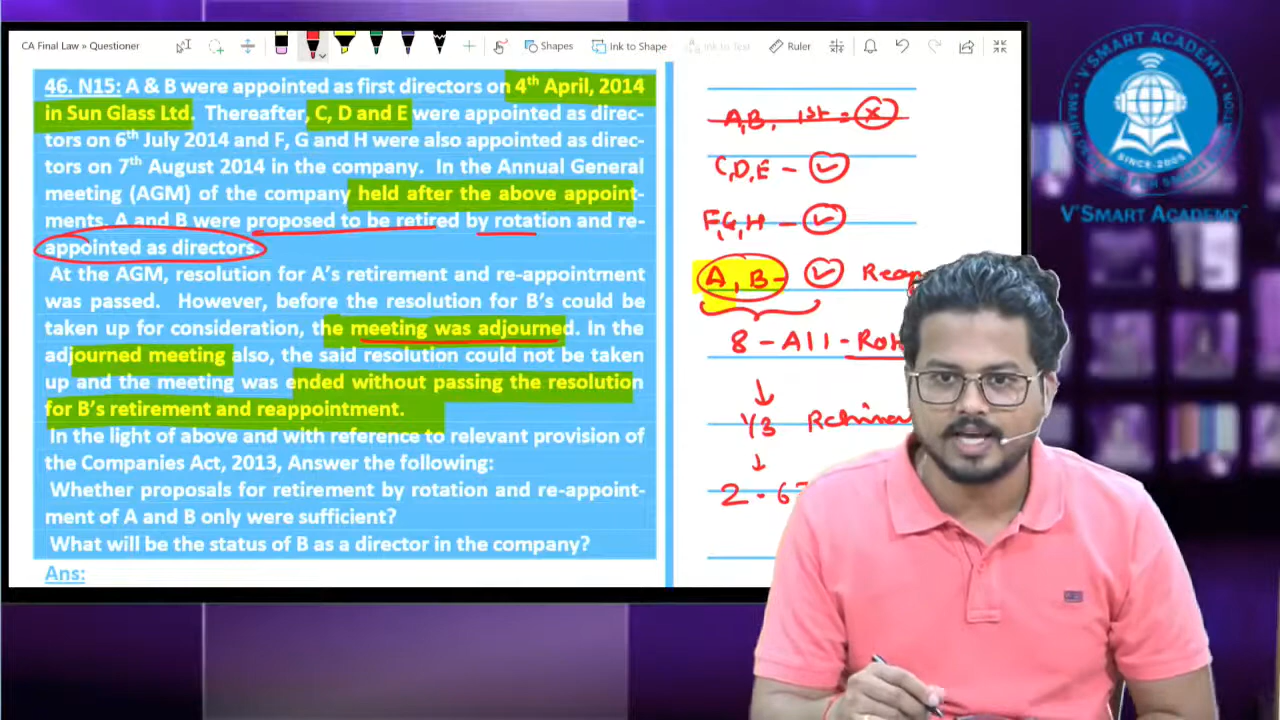 CA Final Law » Questioner
Shapes
Ink to Shape
Ink to Text
Ruler
46. N15: A & B were appointed as first directors on 4th April, 2014
in Sun Glass Ltd. Thereafter, C, D and E were appointed as direc-
tors on 6th July 2014 and F, G and H were also appointed as direc-
tors on 7th August 2014 in the company. In the Annual General
meeting (AGM) of the company held after the above appoint-
ments, A and B were proposed to be retired by rotation and re-
appointed as directors.
At the AGM, resolution for A's retirement and re-appointment
was passed. However, before the resolution for B's could be
taken up for consideration, the meeting was adjourned. In the
adjourned meeting also, the said resolution could not be taken
up and the meeting was ended without passing the resolution
for B's retirement and reappointment.
In the light of above and with reference to relevant provision of
the Companies Act, 2013, Answer the following:
Whether proposals for retirement by rotation and re-appoint-
ment of A and B only were sufficient?
What will be the status of B as a director in the company?
Ans:
A, B, 1st = x
C, D, E -
F, G, H -
A, B -
8 - All -
1/3
V'SMART ACADEMY
SINCE-2005
V'Smart Academy